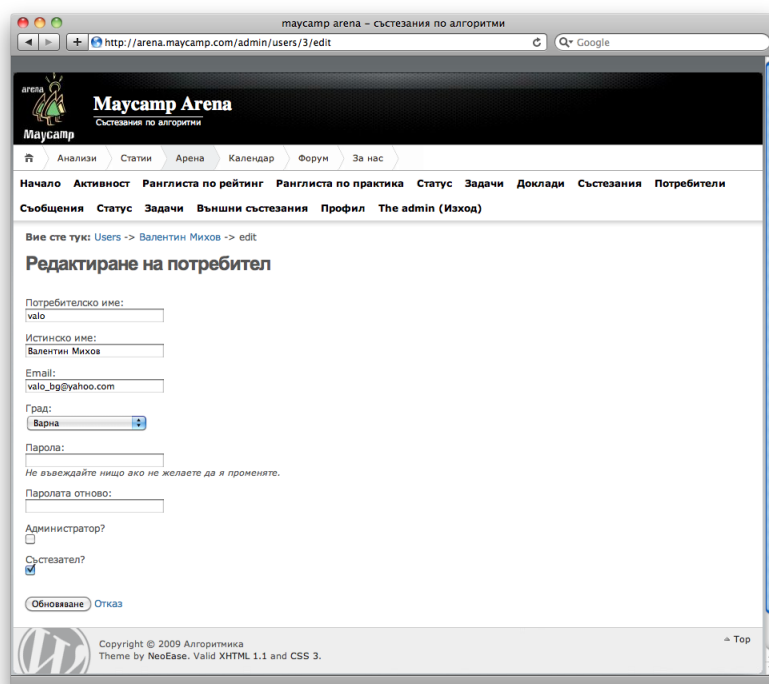 maycamp arena – състезания по алгоритми
http://arena.maycamp.com/admin/users/3/edit
Google
arena
Maycamp
Maycamp Arena
Състезания по алгоритми
Анализи Статии Арена Календар Форум За нас
Начало Активност Ранглиста по рейтинг Ранглиста по практика Статус Задачи Доклади Състезания Потребители
Съобщения Статус Задачи Външни състезания Профил The admin (Изход)
Вие сте тук: Users -> Валентин Михов -> edit
Редактиране на потребител
Потребителско име:
valo
Истинско име:
Валентин Михов
Email:
valo_bg@yahoo.com
Град:
Варна
Парола:
Не въвеждайте нищо ако не желаете да я променяте.
Паролата отново:
Администратор?
Състезател?
Обновяване Отказ
Copyright © 2009 Алгоритмика
Theme by NeoEase. Valid XHTML 1.1 and CSS 3.
Top